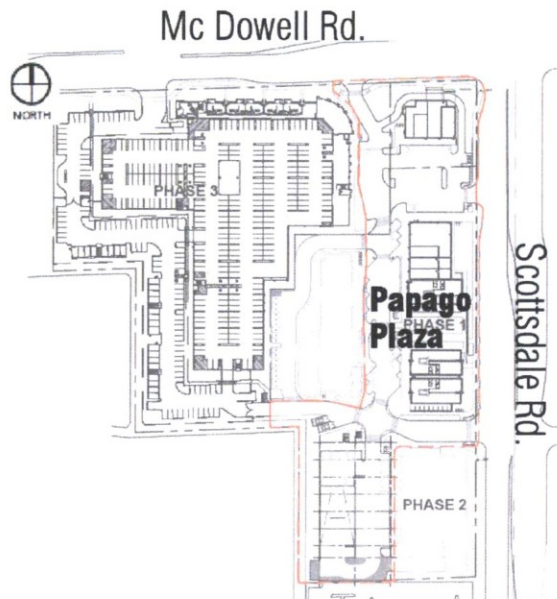 Mc Dowell Rd.
NORTH
PHASE 3
Papago
Plaza
PHASE 1
Scottsdale Rd.
PHASE 2